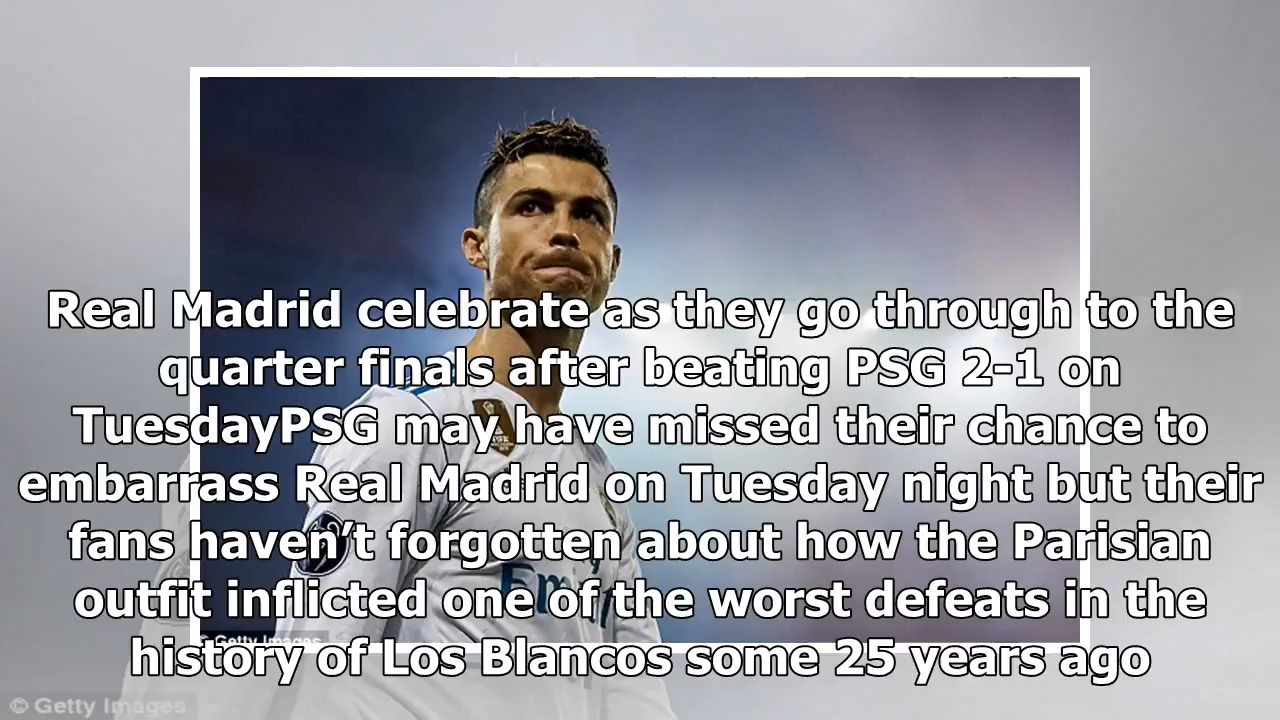 Real Madrid celebrate as they go through to the
quarter finals after beating PSG 2-1 on
TuesdayPSG may have missed their chance to
embarrass Real Madrid on Tuesday night but their
fans haven't forgotten about how the Parisian
outfit inflicted one of the worst defeats in the
history of Los Blancos some 25 years ago
© Getty Images
© Getty Images